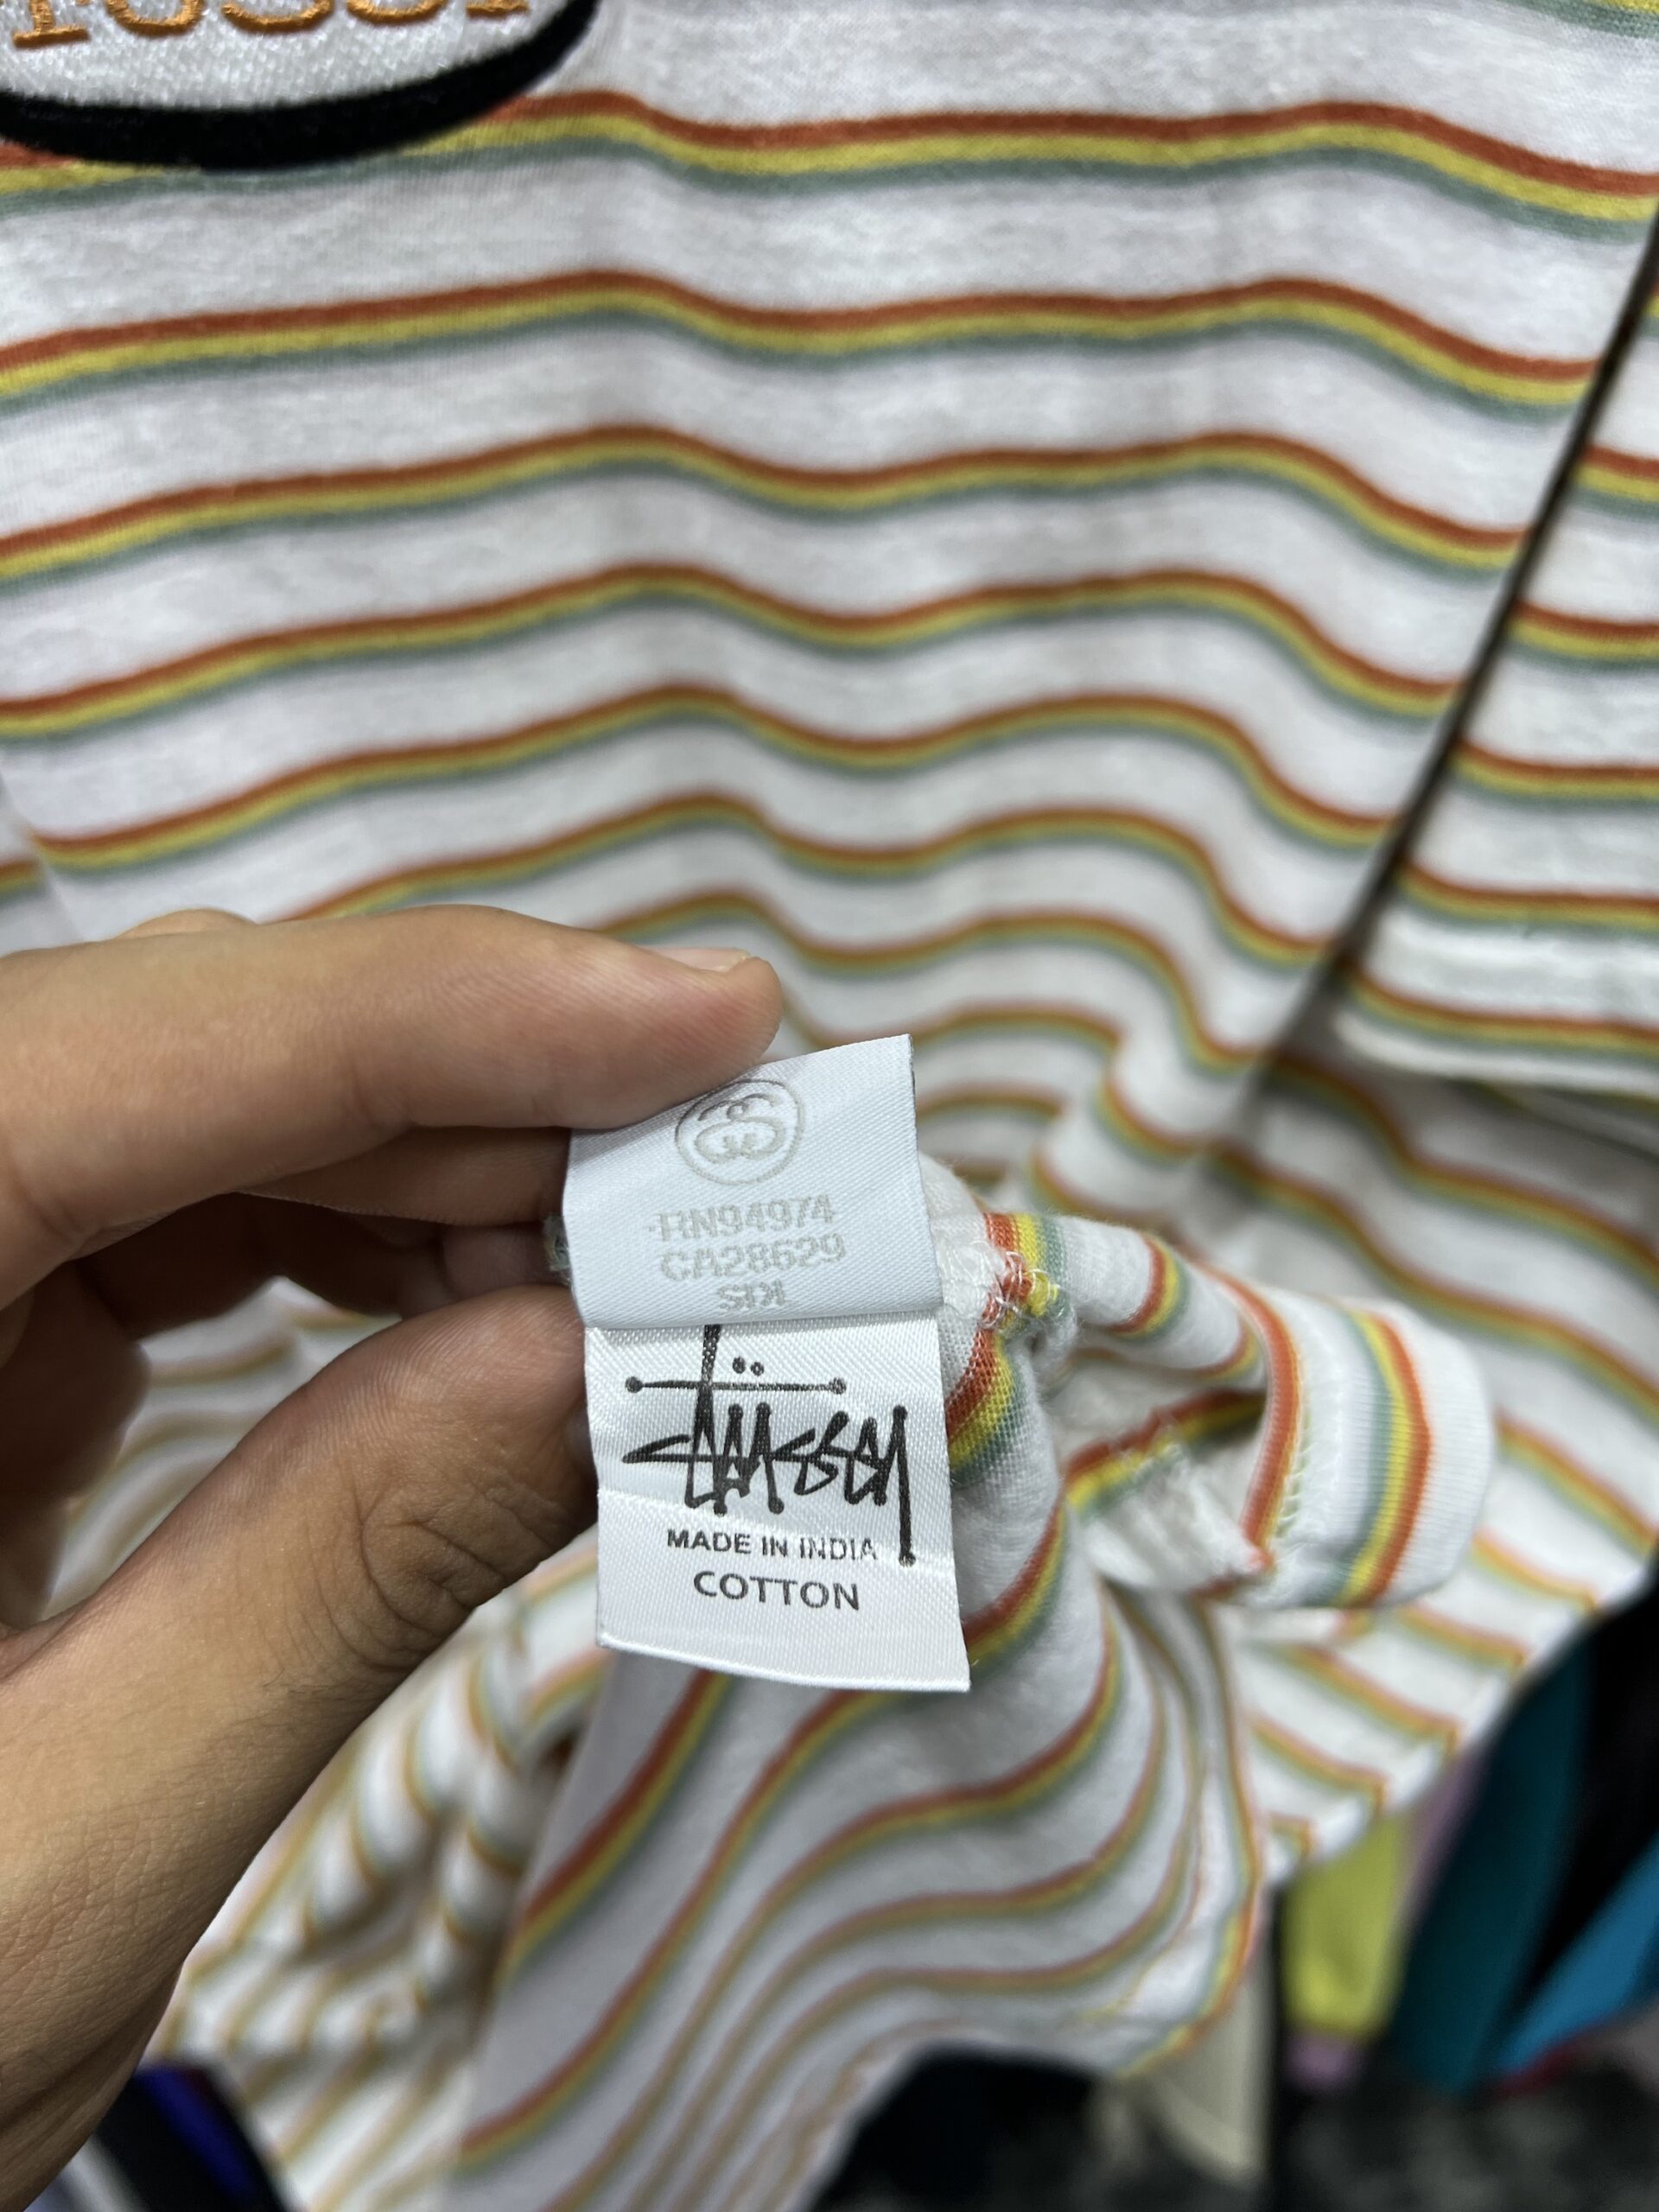 RN94974
CA28629
SDI
Stüssy
MADE IN INDIA
COTTON